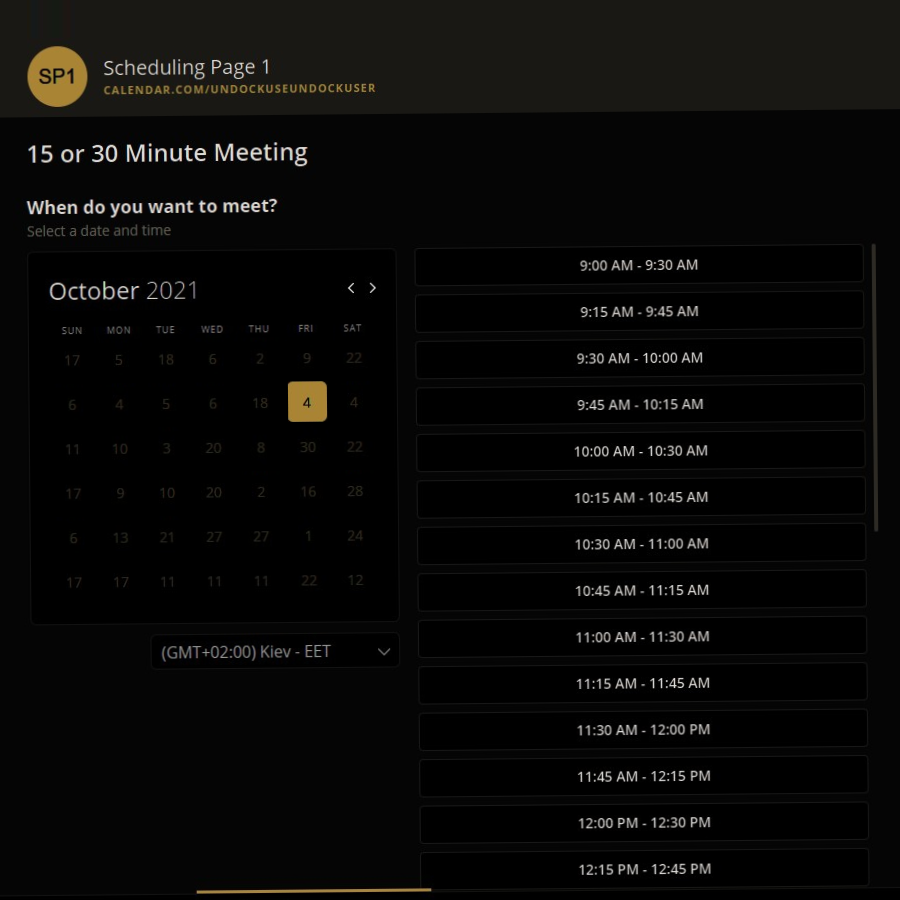 SP1
Scheduling Page 1
CALENDAR.COM/UNDOCKUSEUNDOCKUSER
15 or 30 Minute Meeting
When do you want to meet?
Select a date and time
October 2021
SUN MON TUE WED THU FRI SAT
17 5 18 6 2 9 22
6 4 5 6 18 4 4
11 10 3 20 8 30 22
17 9 10 20 2 16 28
6 13 21 27 27 1 24
17 17 11 11 11 22 12
(GMT+02:00) Kiev - EET
9:00 AM - 9:30 AM
9:15 AM - 9:45 AM
9:30 AM - 10:00 AM
9:45 AM - 10:15 AM
10:00 AM - 10:30 AM
10:15 AM - 10:45 AM
10:30 AM - 11:00 AM
10:45 AM - 11:15 AM
11:00 AM - 11:30 AM
11:15 AM - 11:45 AM
11:30 AM - 12:00 PM
11:45 AM - 12:15 PM
12:00 PM - 12:30 PM
12:15 PM - 12:45 PM